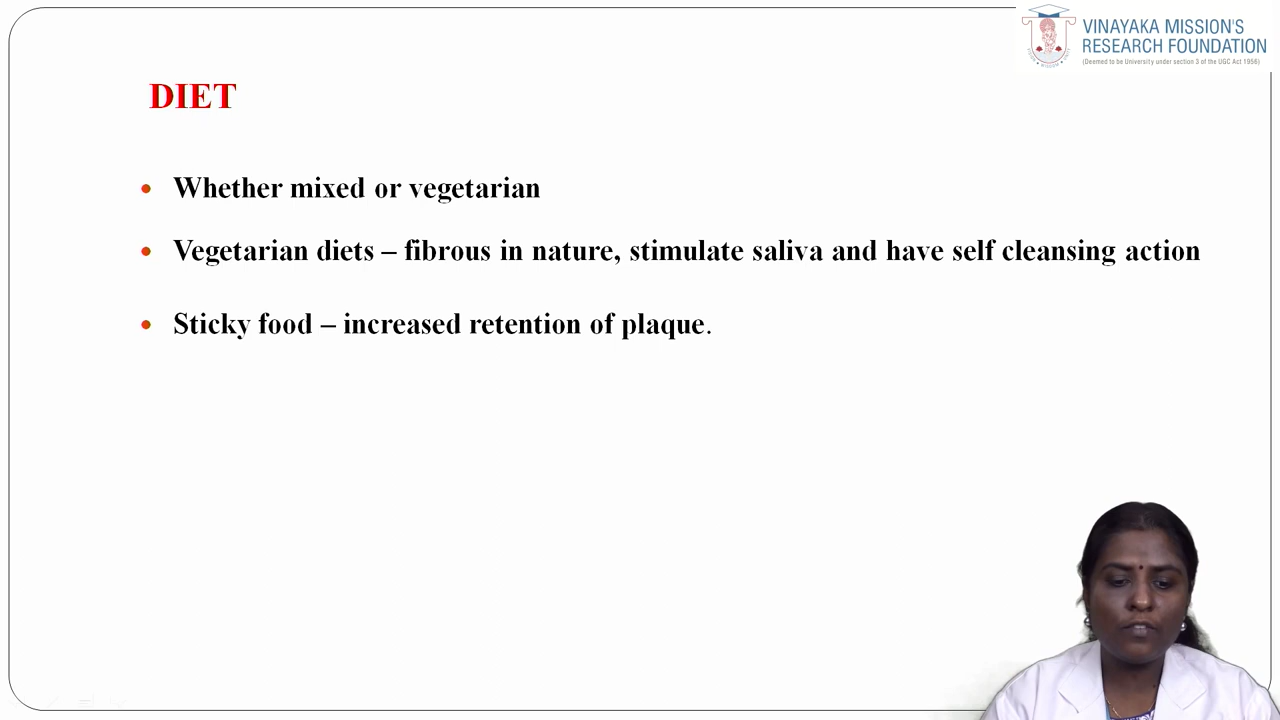 VINAYAKA MISSION'S
RESEARCH FOUNDATION
(Deemed to be University under section 3 of the UGC Act 1956)
DIET
• Whether mixed or vegetarian
• Vegetarian diets – fibrous in nature, stimulate saliva and have self cleansing action
• Sticky food – increased retention of plaque.